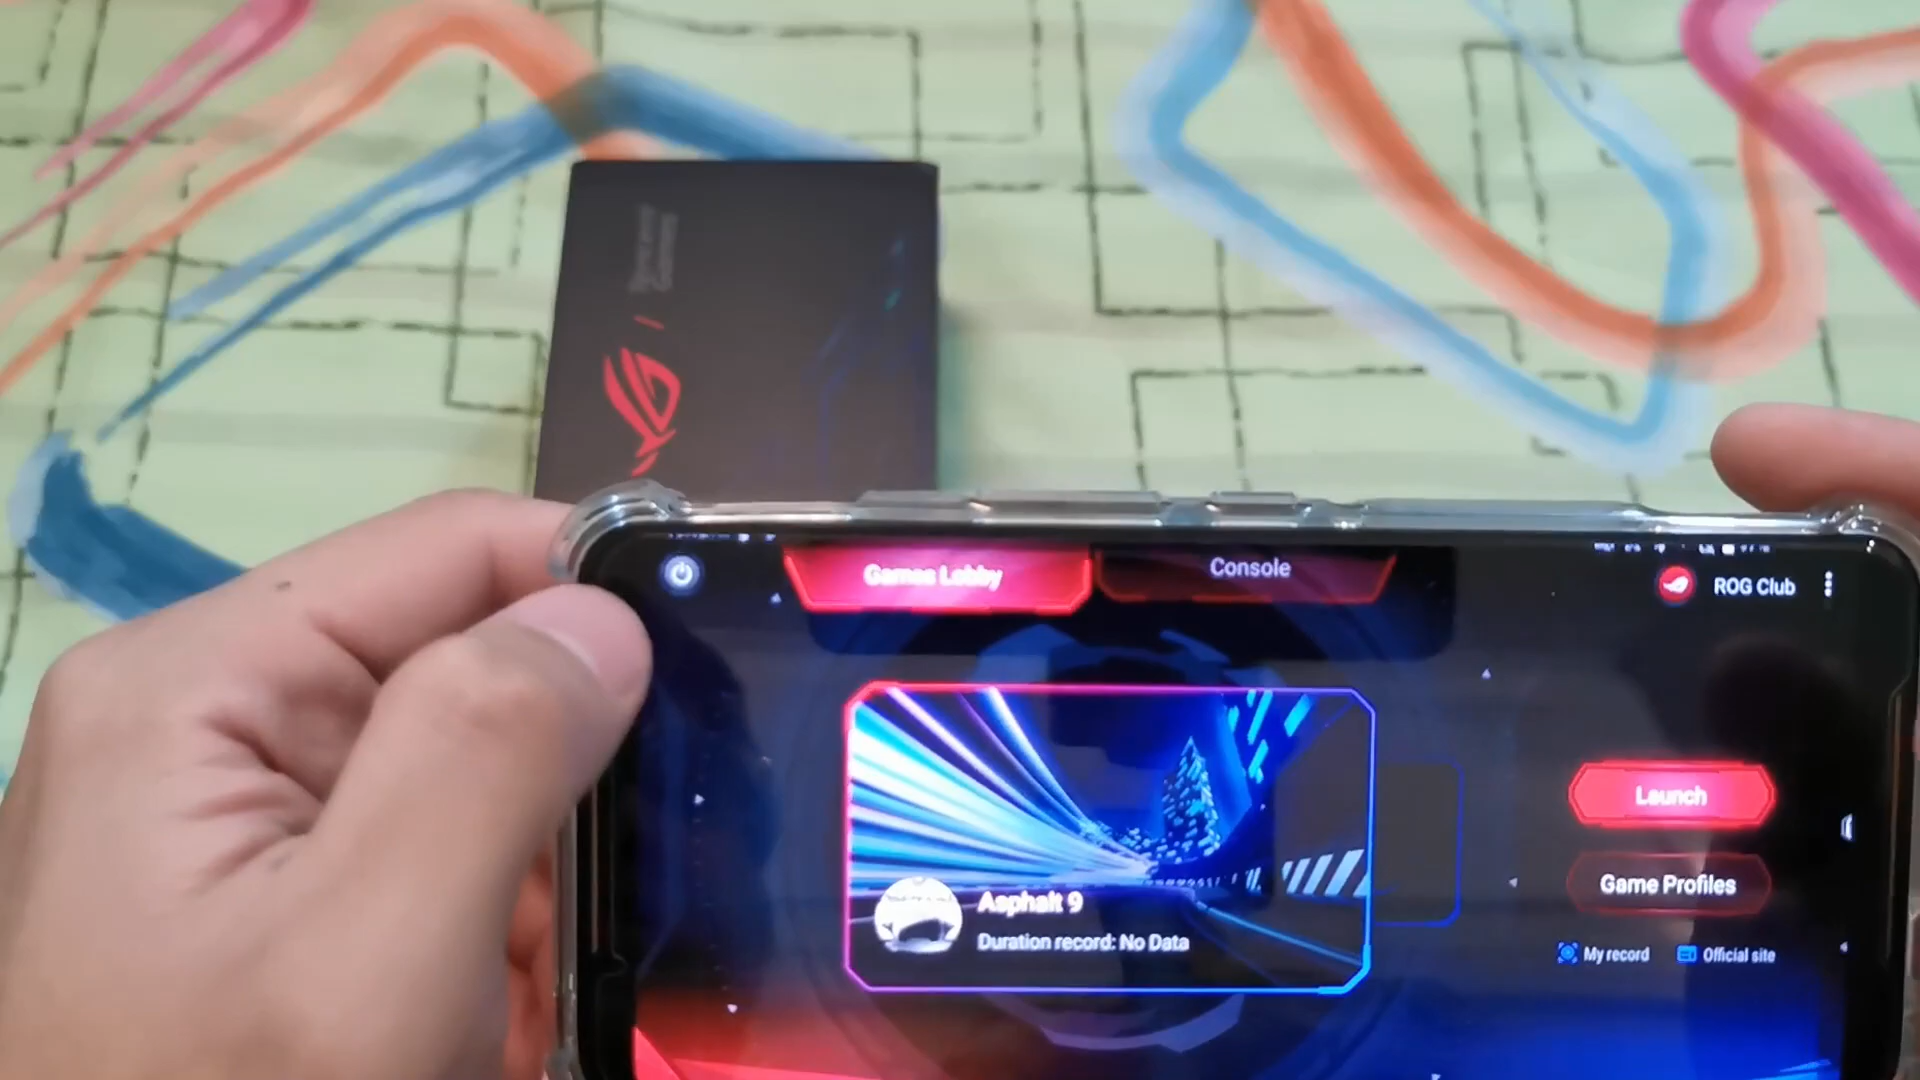 Games Lobby
Console
ROG Club
Launch
Game Profiles
Asphalt 9
Duration record: No Data
My record
Official site